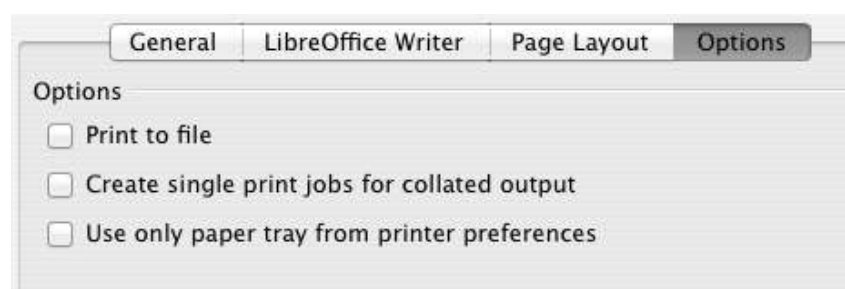 General LibreOffice Writer Page Layout Options
Options
Print to file
Create single print jobs for collated output
Use only paper tray from printer preferences